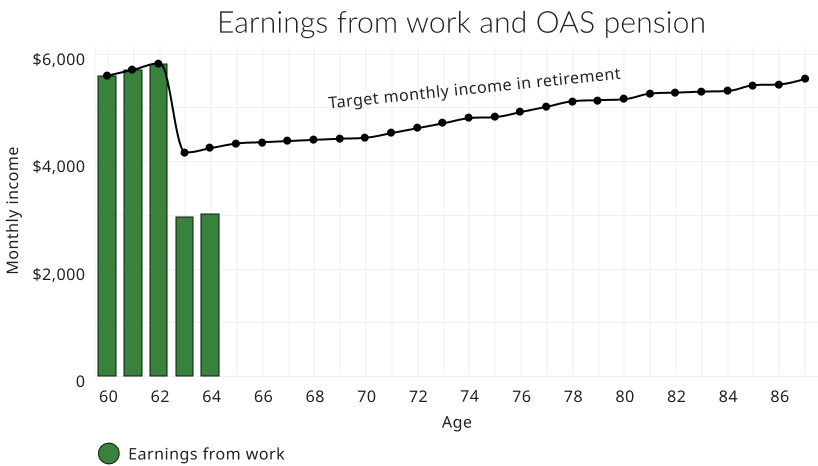 Earnings from work and OAS pension
$6,000
$4,000
$2,000
0
Monthly income
Target monthly income in retirement
60 62 64 66 68 70 72 74 76 78 80 82 84 86
Age
Earnings from work